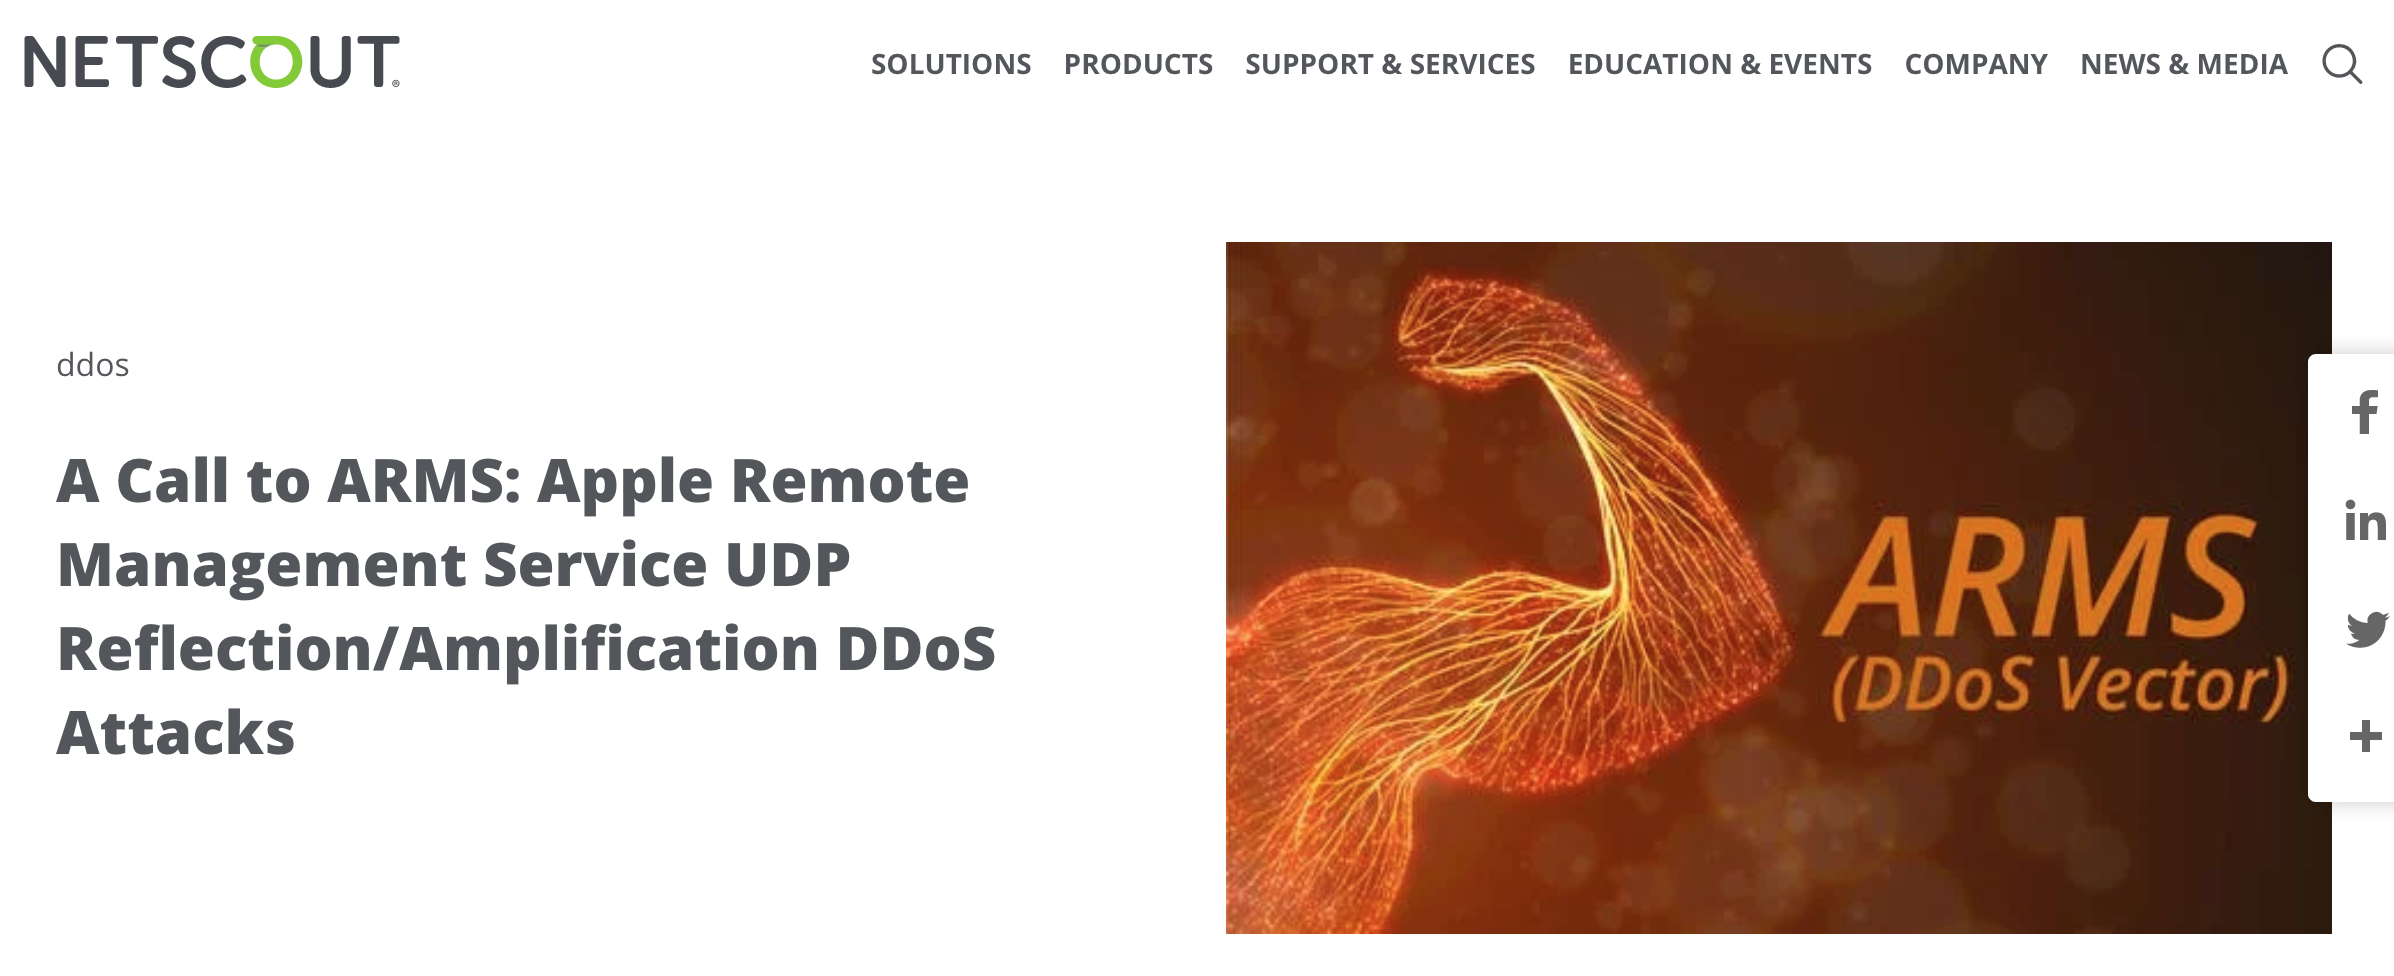 NETSCOUT®
SOLUTIONS PRODUCTS SUPPORT & SERVICES EDUCATION & EVENTS COMPANY NEWS & MEDIA
ddos
A Call to ARMS: Apple Remote
Management Service UDP
Reflection/Amplification DDoS
Attacks
ARMS
(DDoS Vector)